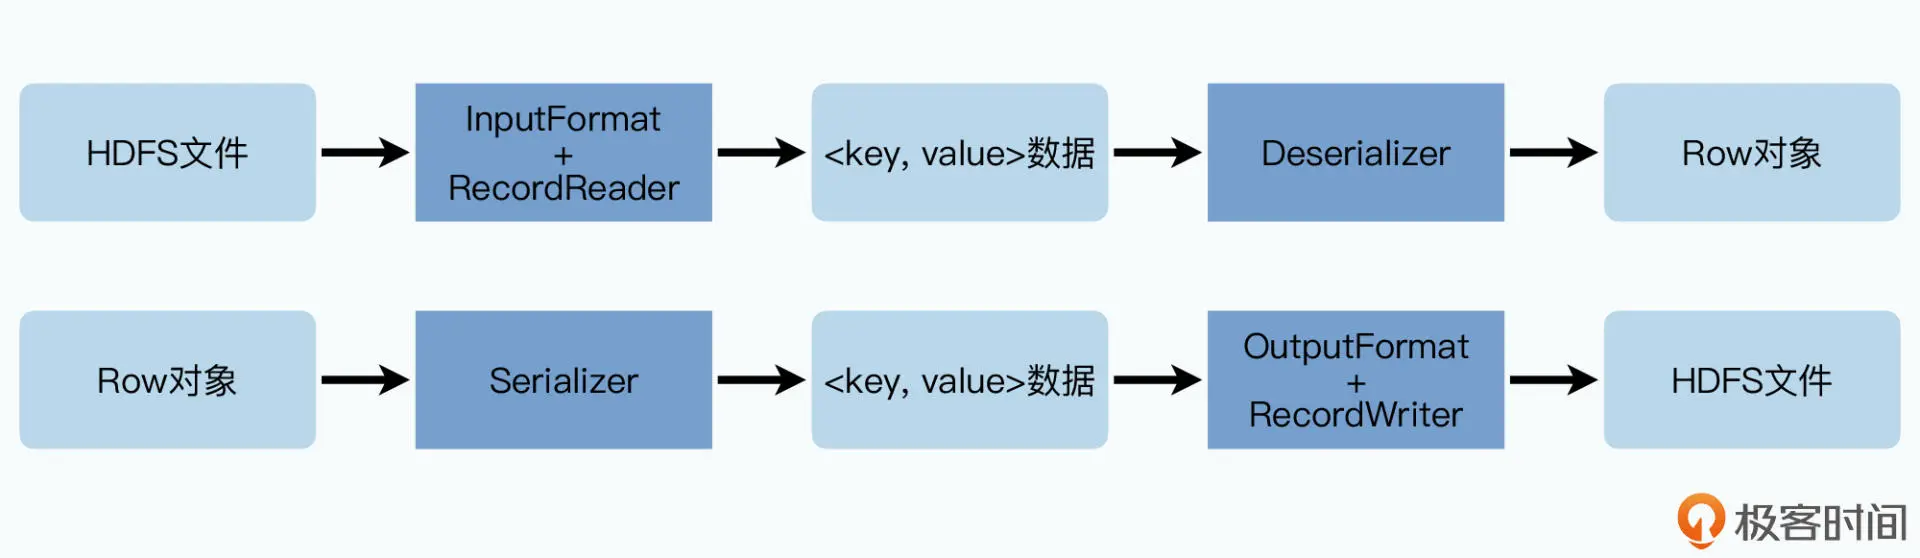 HDFS文件
InputFormat
+
RecordReader
<key, value>数据
Deserializer
Row对象
Row对象
Serializer
<key, value>数据
OutputFormat
+
RecordWriter
HDFS文件
极客时间